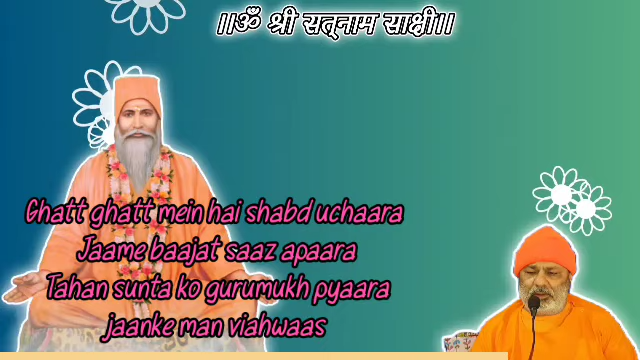 ।।ॐ श्री सत्नाम साक्षी।।
Ghatt ghatt mein hai shabd uchaara
Jaame baajat saaz apaara
Tahan sunta ko gurumukh pyaara
jaanke man viahwaas